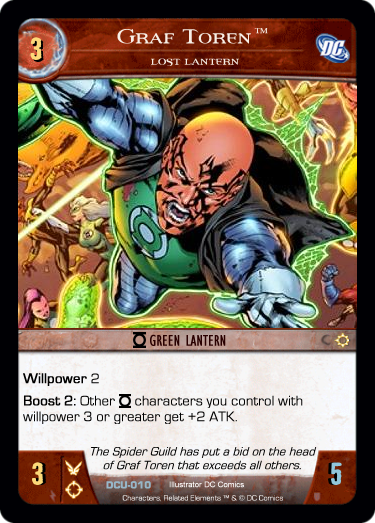 3
GRAF TOREN™
DC
LOST LANTERN
GREEN LANTERN
Willpower 2
Boost 2: Other characters you control with
willpower 3 or greater get +2 ATK.
The Spider Guild has put a bid on the head
of Graf Toren that exceeds all others.
3
5
DCU-010 Illustrator DC Comics
Characters, Related Elements ™ & © DC Comics